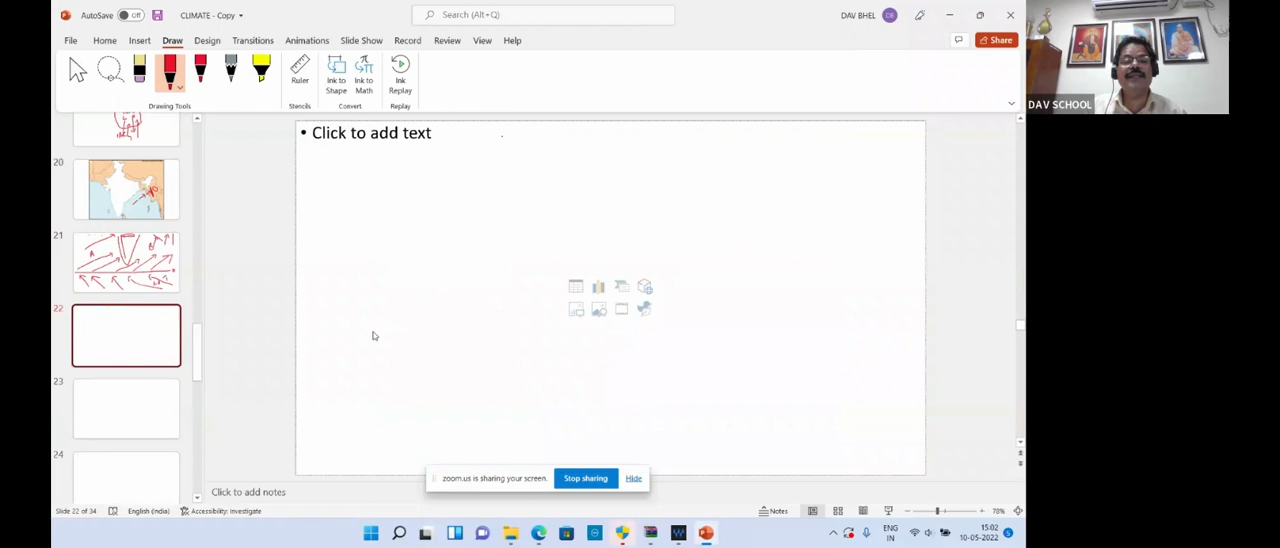 AutoSave
Off
CLIMATE - Copy
Search (Alt+Q)
DAV BHEL
DB
File
Home
Insert
Draw
Design
Transitions
Animations
Slide Show
Record
Review
View
Help
Share
Ruler
Ink to
Shape
Ink to
Math
Ink
Replay
Drawing Tools
Stencils
Convert
Replay
DAV SCHOOL
20
21
22
23
24
• Click to add text
zoom.us is sharing your screen.
Stop sharing
Hide
Click to add notes
Slide 22 of 34
English (India)
Accessibility: Investigate
Notes
78%
ENG
IN
15:02
10-05-2022
5